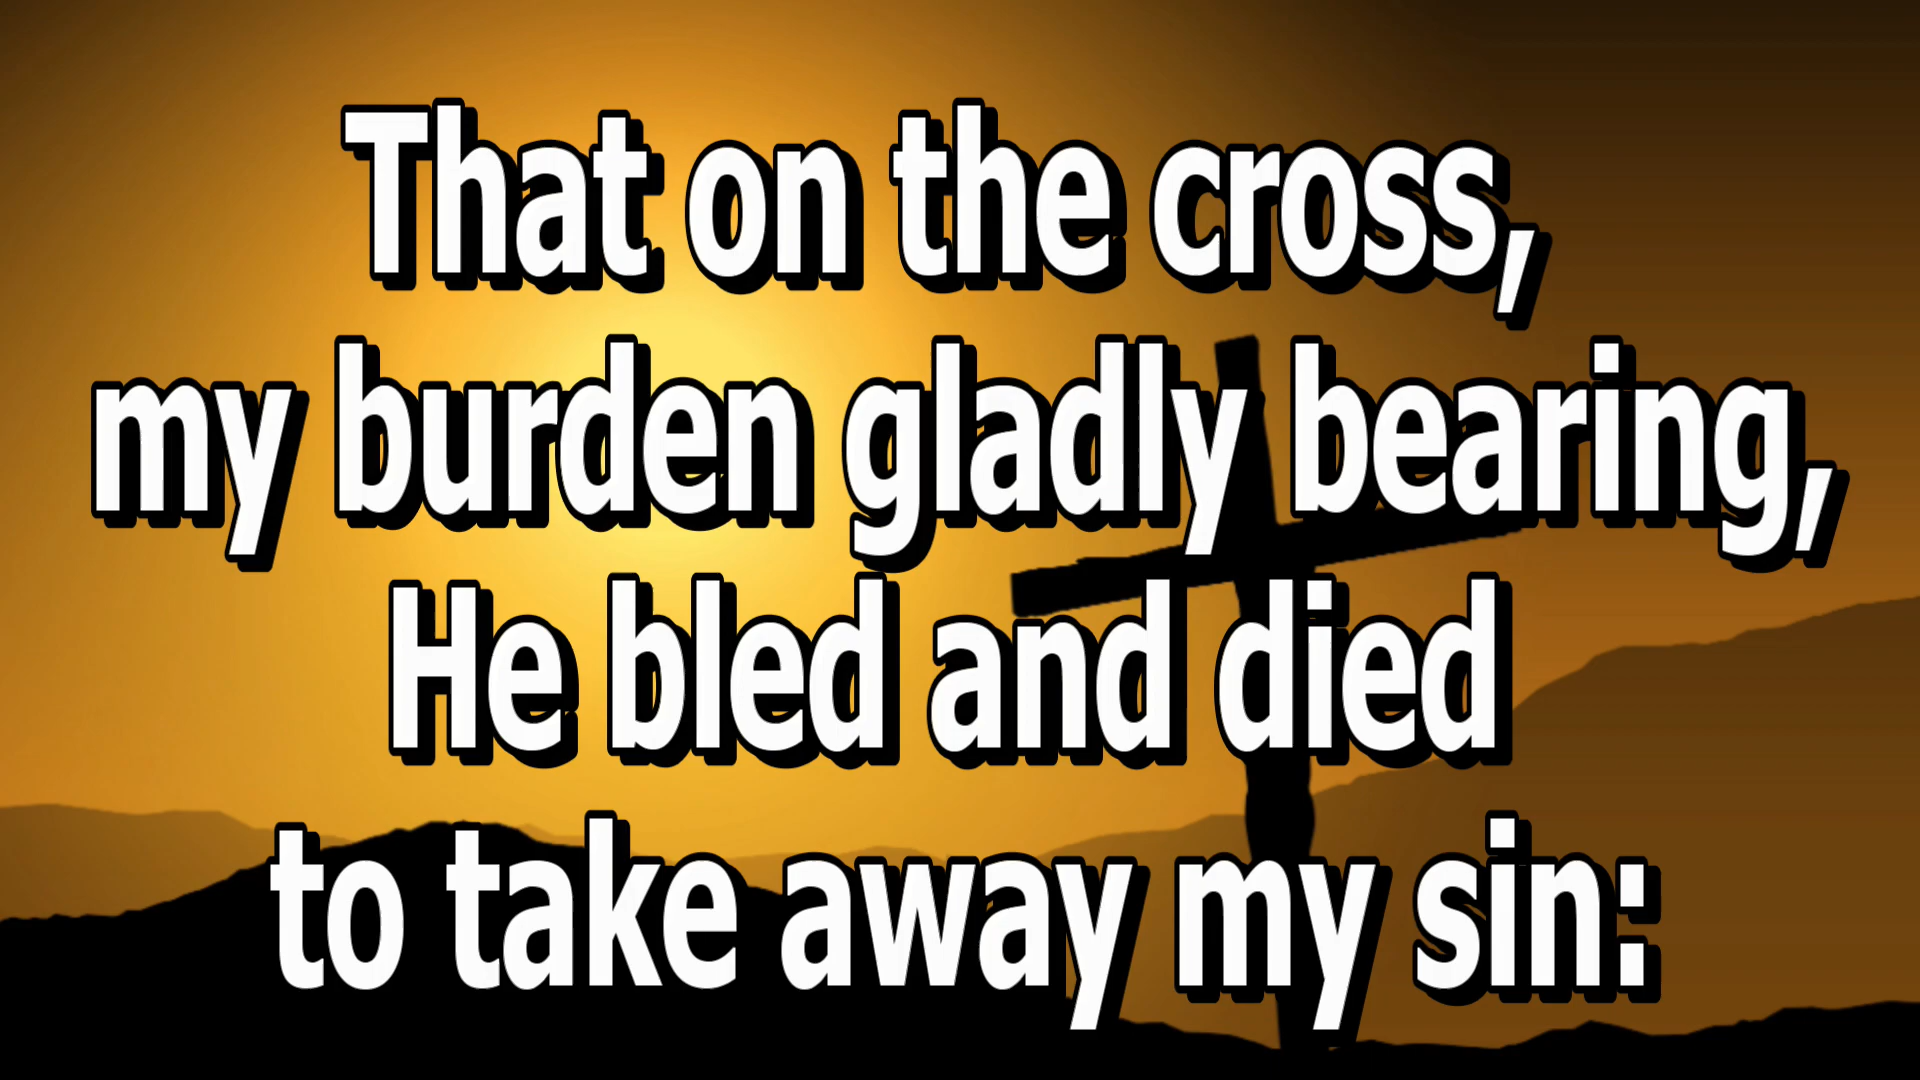 That on the cross,
my burden gladly bearing,
He bled and died
to take away my sin: